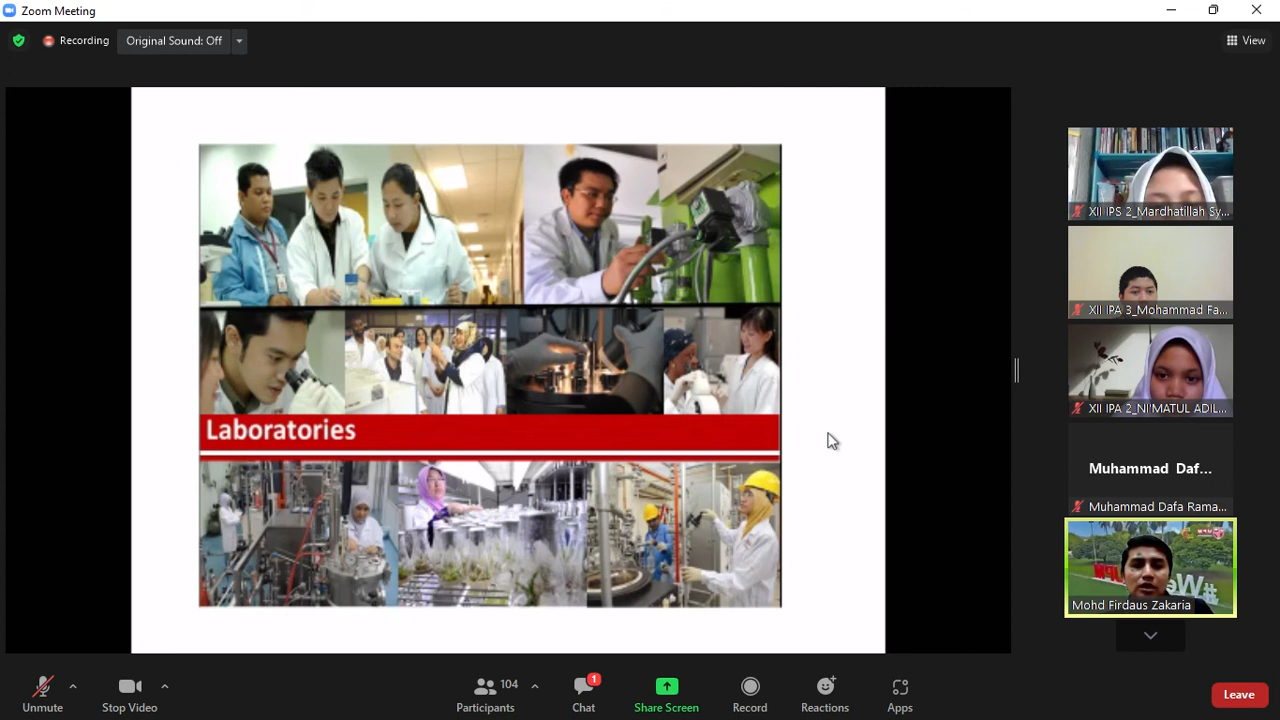 Zoom Meeting
Recording
Original Sound: Off
View
Laboratories
XII IPS 2_Mardhatillah Sy...
XII IPA 3_Mohammad Fa...
XII IPA 2_NI'MATUL ADIL...
Muhammad Daf...
Muhammad Dafa Rama...
Mohd Firdaus Zakaria
Unmute
Stop Video
104
Participants
1
Chat
Share Screen
Record
Reactions
Apps
Leave